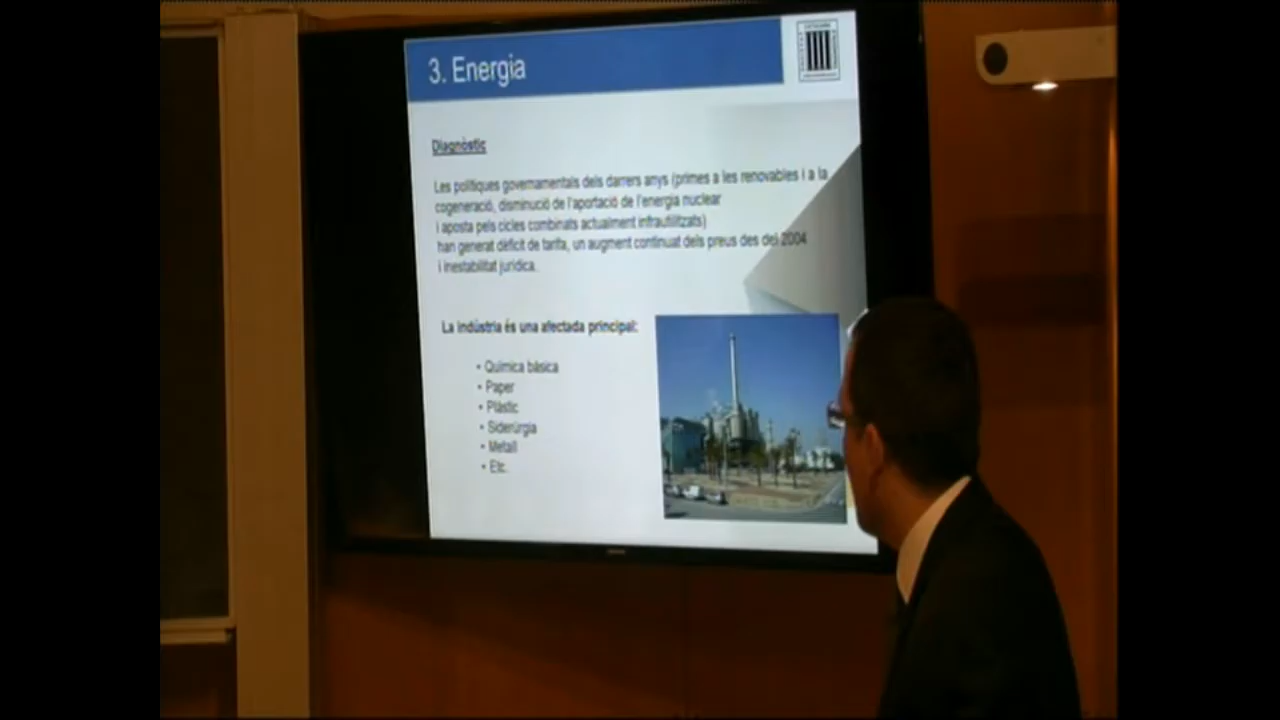 3. Energia
Diagnòstic
Les polítiques governamentals dels darrers anys (primes a les renovables i a la
cogeneració, disminució de l'aportació de l'energia nuclear
i aposta pels cicles combinats actualment infrautilitzats)
han generat dèficit de tarifa, un augment continuat dels preus des del 2004
i inestabilitat jurídica.
La indústria és una afectada principal:
• Química bàsica
• Paper
• Plàstic
• Siderúrgia
• Metall
• Etc.